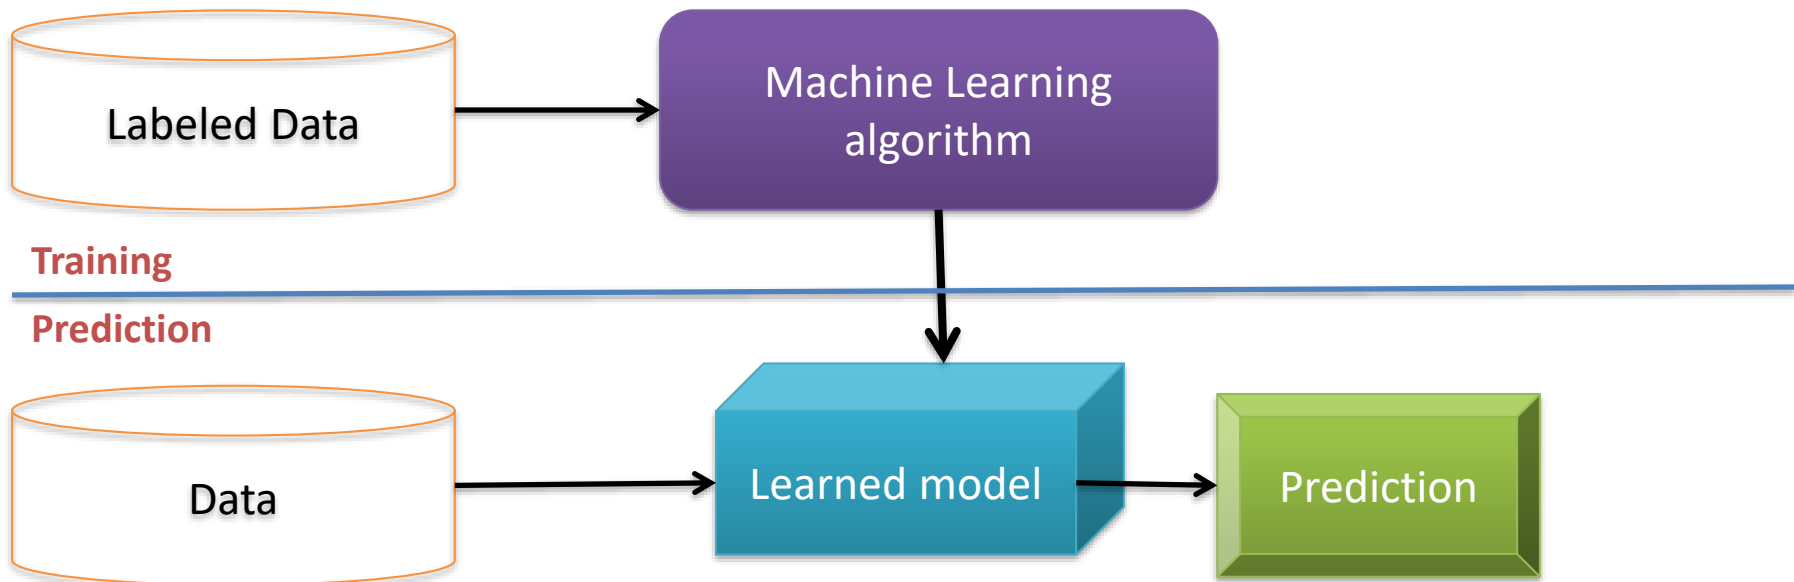 Labeled Data
Machine Learning
algorithm
Training
Prediction
Data
Learned model
Prediction